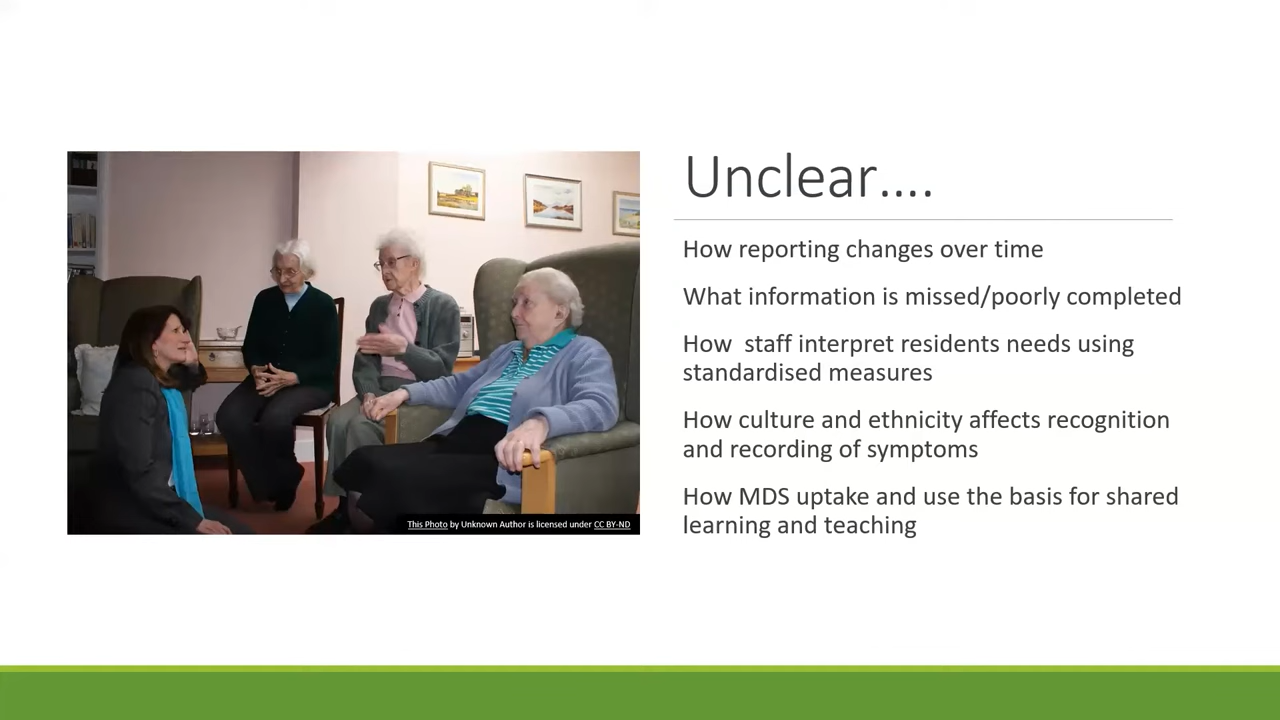 Unclear....
How reporting changes over time
What information is missed/poorly completed
How  staff interpret residents needs using
standardised measures
How culture and ethnicity affects recognition
and recording of symptoms
How MDS uptake and use the basis for shared
learning and teaching
This Photo by Unknown Author is licensed under CC BY-ND